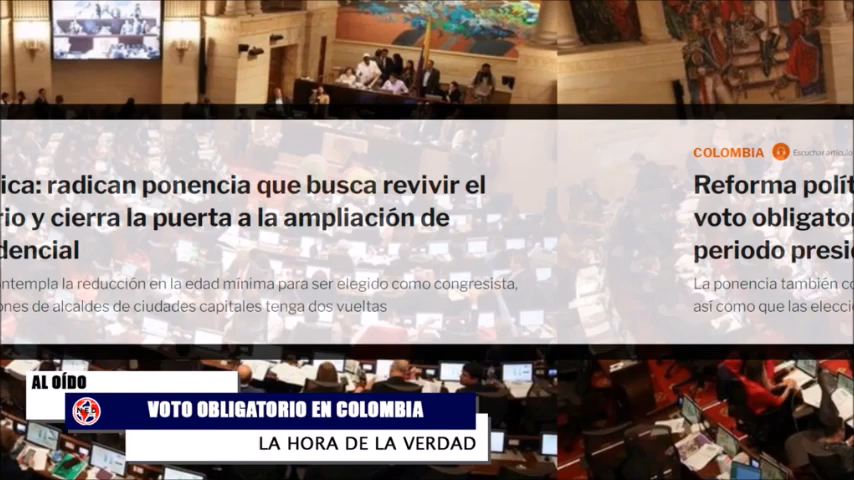 ica: radican ponencia que busca revivir el
rio y cierra la puerta a la ampliación de
dencial
ontempla la reducción en la edad mínima para ser elegido como congresista,
ones de alcaldes de ciudades capitales tenga dos vueltas
COLOMBIA Escuchar artículo
Reforma polít
voto obligator
periodo presid
La ponencia también co
así como que las eleccio
AL OÍDO
VOTO OBLIGATORIO EN COLOMBIA
LA HORA DE LA VERDAD